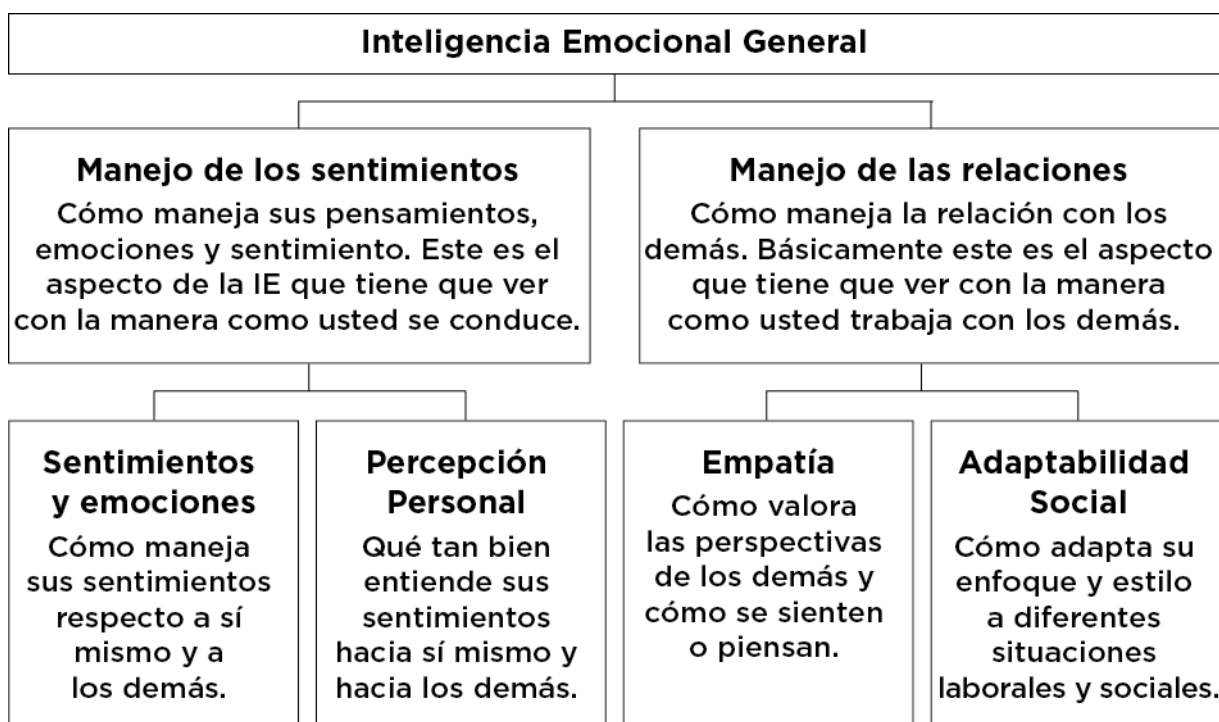 Inteligencia Emocional General
Manejo de los sentimientos
Cómo maneja sus pensamientos,
emociones y sentimiento. Este es el
aspecto de la IE que tiene que ver
con la manera como usted se conduce.
Manejo de las relaciones
Cómo maneja la relación con los
demás. Básicamente este es el aspecto
que tiene que ver con la manera
como usted trabaja con los demás.
Sentimientos
y emociones
Cómo maneja
sus sentimientos
respecto a sí
mismo y a
los demás.
Percepción
Personal
Qué tan bien
entiende sus
sentimientos
hacia sí mismo y
hacia los demás.
Empatía
Cómo valora
las perspectivas
de los demás y
cómo se sienten
o piensan.
Adaptabilidad
Social
Cómo adapta su
enfoque y estilo
a diferentes
situaciones
laborales y sociales.